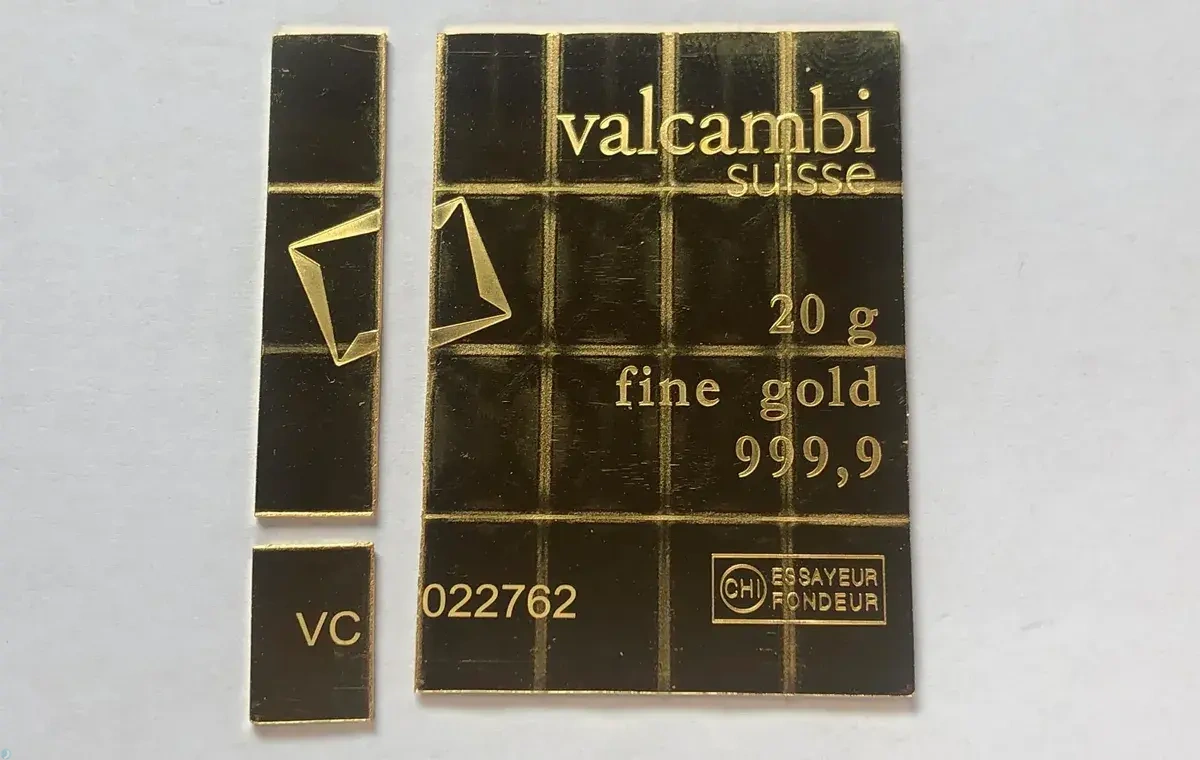 valcambi
suisse
20 g
fine gold
999,9
VC 022762
CHI ESSAYEUR
FONDEUR